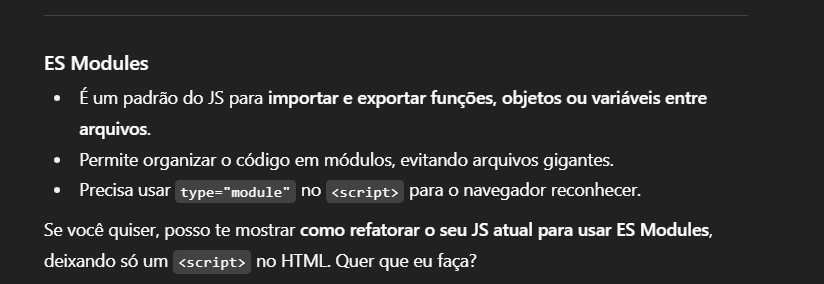 ES Modules
• É um padrão do JS para importar e exportar funções, objetos ou variáveis entre
arquivos.
• Permite organizar o código em módulos, evitando arquivos gigantes.
• Precisa usar type="module" no <script> para o navegador reconhecer.
Se você quiser, posso te mostrar como refatorar o seu JS atual para usar ES Modules,
deixando só um <script> no HTML. Quer que eu faça?